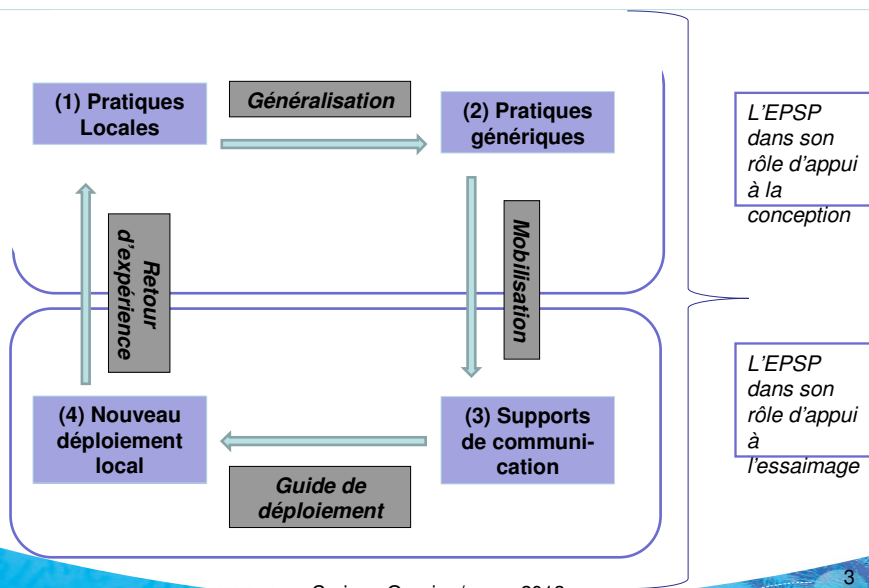 (1) Pratiques
Locales
Généralisation
(2) Pratiques
génériques
Mobilisation
(3) Supports
de communi-
cation
Guide de
déploiement
(4) Nouveau
déploiement
local
Retour
d'expérience
L'EPSP
dans son
rôle d'appui
à la
conception
L'EPSP
dans son
rôle d'appui
à
l'essaimage
3